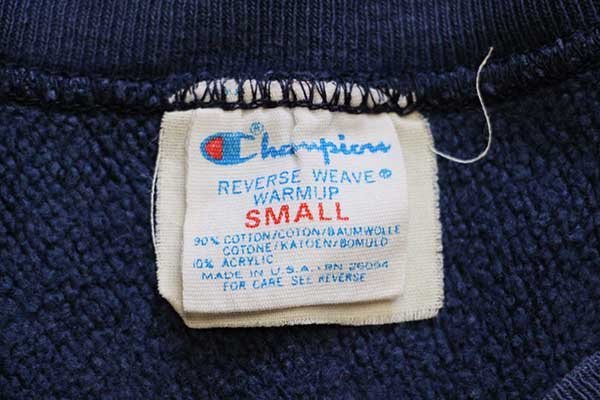 ®
Champion
REVERSE WEAVE®
WARMUP
SMALL
90% COTTON/COTON/BAUMWOLLE
COTONE/KATOEN/BOMULD
10% ACRYLIC
MADE IN U.S.A. · RN 26094
FOR CARE SEE REVERSE